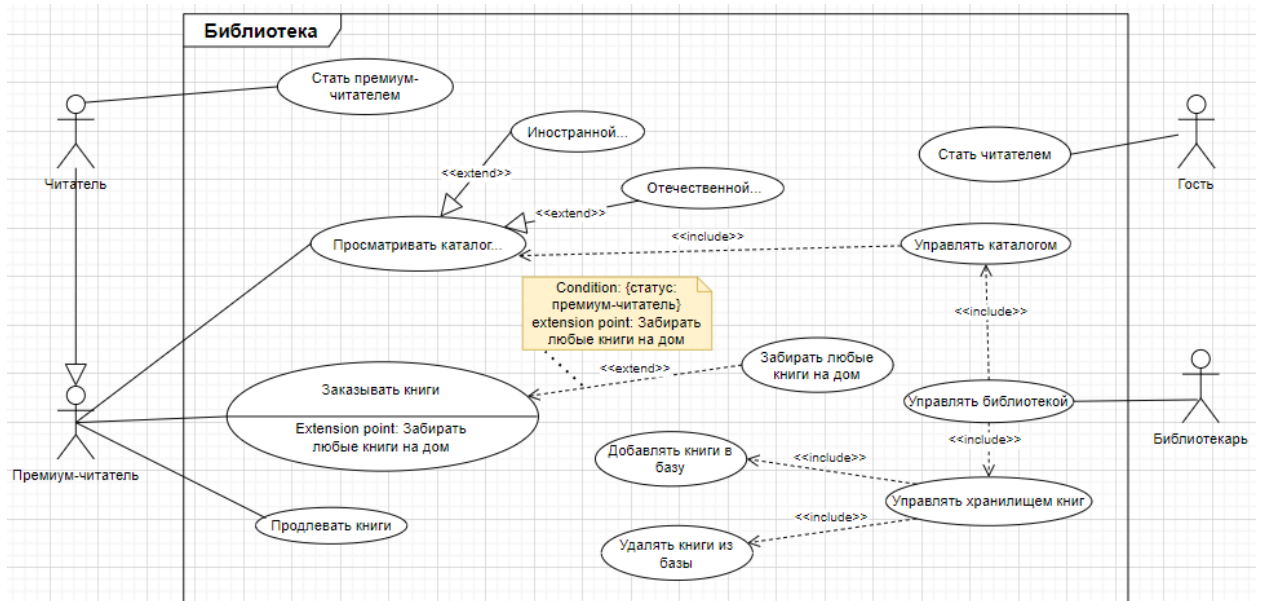 Библиотека
Стать премиум-
читателем
Иностранной...
Стать читателем
<<extend>>
Читатель
Отечественной...
Гость
<<extend>>
Просматривать каталог...
<<include>>
Управлять каталогом
Condition: {статус:
премиум-читатель}
extension point: Забирать
любые книги на дом
<<include>>
Забирать любые
книги на дом
<<extend>>
Заказывать книги
Extension point: Забирать
любые книги на дом
Управлять библиотекой
Библиотекарь
<<include>>
Премиум-читатель
Добавлять книги в
базу
<<include>>
Управлять хранилищем книг
<<include>>
Продлевать книги
Удалять книги из
базы